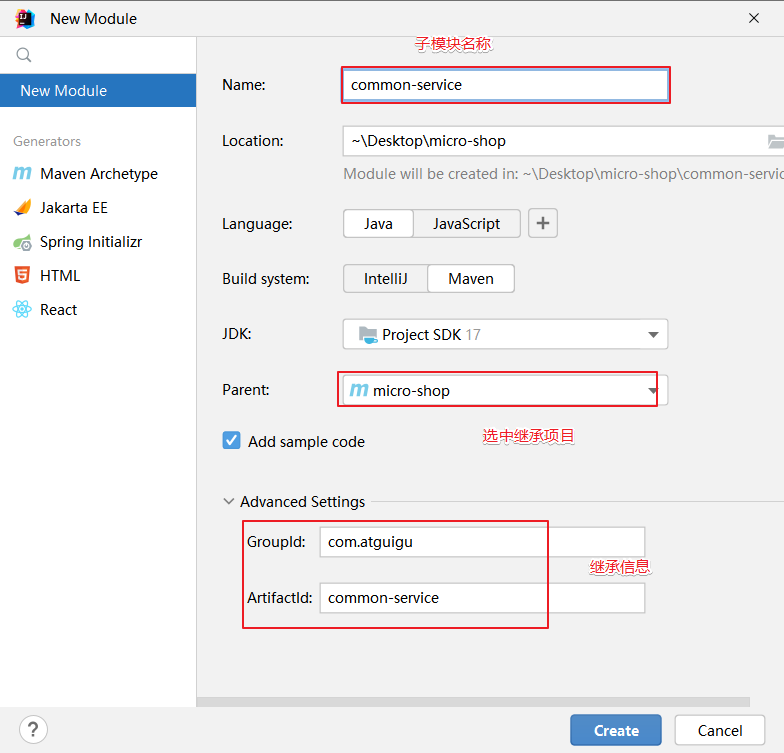 New Module
子模块名称
New Module
Generators
Maven Archetype
Jakarta EE
Spring Initializr
HTML
React
Name:
common-service
Location:
~\Desktop\micro-shop
Module will be created in: ~\Desktop\micro-shop\common-servic
Language:
Java
JavaScript
+
Build system:
IntelliJ
Maven
JDK:
Project SDK 17
Parent:
m micro-shop
选中继承项目
Add sample code
Advanced Settings
GroupId:
com.atguigu
继承信息
ArtifactId:
common-service
?
Create
Cancel